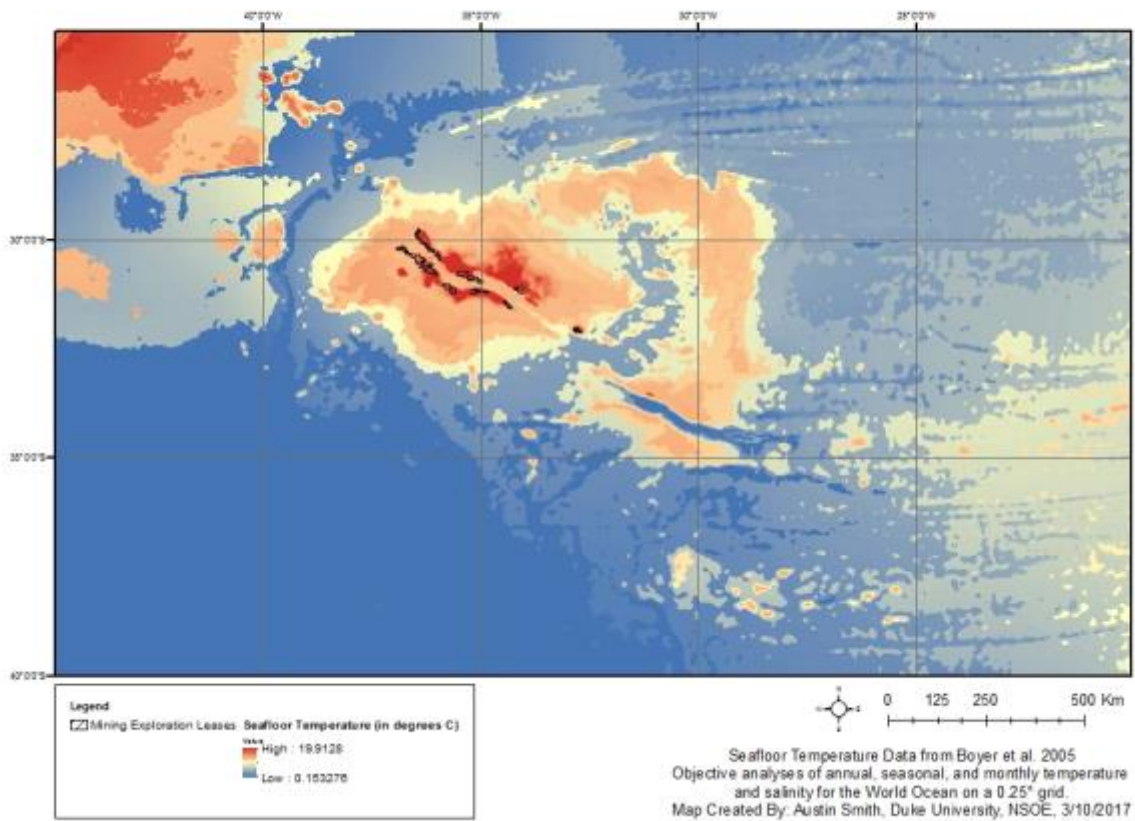 40°0'0"W 35°0'0"W 30°0'0"W 25°0'0"W
30°0'0"S
35°0'0"S
40°0'0"S
Legend
Mining Exploration Leases Seafloor Temperature (in degrees C)
Value
High : 19.9128
Low : 0.153276
0 125 250 500 Km
Seafloor Temperature Data from Boyer et al. 2005
Objective analyses of annual, seasonal, and monthly temperature
and salinity for the World Ocean on a 0.25° grid.
Map Created By: Austin Smith, Duke University, NSOE, 3/10/2017